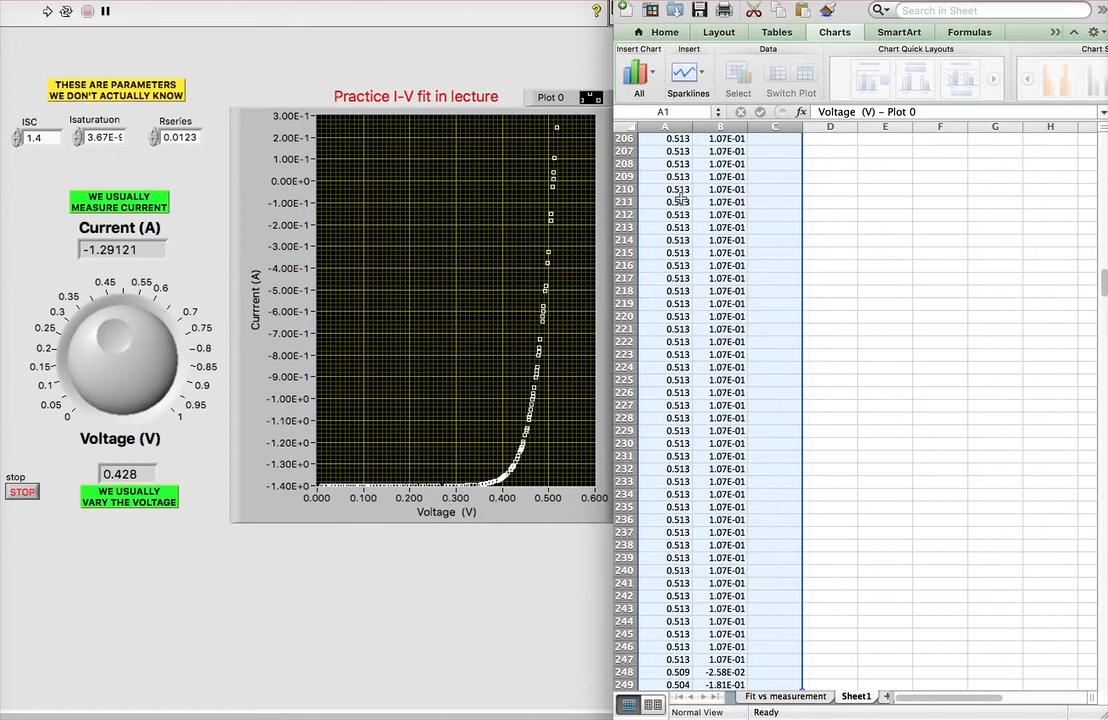 ?
THESE ARE PARAMETERS
WE DON'T ACTUALLY KNOW
ISC
Isaturatuon
Rseries
1.4
3.67E-9
0.0123
WE USUALLY
MEASURE CURRENT
Current (A)
-1.29121
0
0.05
0.1
0.15
0.2
0.25
0.3
0.35
0.45
0.55
0.6
0.7
0.75
0.8
0.85
0.9
0.95
1
Voltage (V)
0.428
WE USUALLY
VARY THE VOLTAGE
stop
STOP
Practice I-V fit in lecture
Plot 0
Currrent (A)
3.00E-1
2.00E-1
1.00E-1
0.00E+0
-1.00E-1
-2.00E-1
-3.00E-1
-4.00E-1
-5.00E-1
-6.00E-1
-7.00E-1
-8.00E-1
-9.00E-1
-1.00E+0
-1.10E+0
-1.20E+0
-1.30E+0
-1.40E+0
0.000 0.100 0.200 0.300 0.400 0.500 0.600
Voltage (V)
Search in Sheet
Home Layout Tables Charts SmartArt Formulas
Insert Chart Insert Data Chart Quick Layouts Chart S
All Sparklines Select Switch Plot
A1 fx Voltage (V) – Plot 0
A B C D E F G H
206 0.513 1.07E-01
207 0.513 1.07E-01
208 0.513 1.07E-01
209 0.513 1.07E-01
210 0.513 1.07E-01
211 0.513 1.07E-01
212 0.513 1.07E-01
213 0.513 1.07E-01
214 0.513 1.07E-01
215 0.513 1.07E-01
216 0.513 1.07E-01
217 0.513 1.07E-01
218 0.513 1.07E-01
219 0.513 1.07E-01
220 0.513 1.07E-01
221 0.513 1.07E-01
222 0.513 1.07E-01
223 0.513 1.07E-01
224 0.513 1.07E-01
225 0.513 1.07E-01
226 0.513 1.07E-01
227 0.513 1.07E-01
228 0.513 1.07E-01
229 0.513 1.07E-01
230 0.513 1.07E-01
231 0.513 1.07E-01
232 0.513 1.07E-01
233 0.513 1.07E-01
234 0.513 1.07E-01
235 0.513 1.07E-01
236 0.513 1.07E-01
237 0.513 1.07E-01
238 0.513 1.07E-01
239 0.513 1.07E-01
240 0.513 1.07E-01
241 0.513 1.07E-01
242 0.513 1.07E-01
243 0.513 1.07E-01
244 0.513 1.07E-01
245 0.513 1.07E-01
246 0.513 1.07E-01
247 0.513 1.07E-01
248 0.509 -2.58E-02
249 0.504 -1.81E-01
Fit vs measurement Sheet1 +
Normal View Ready